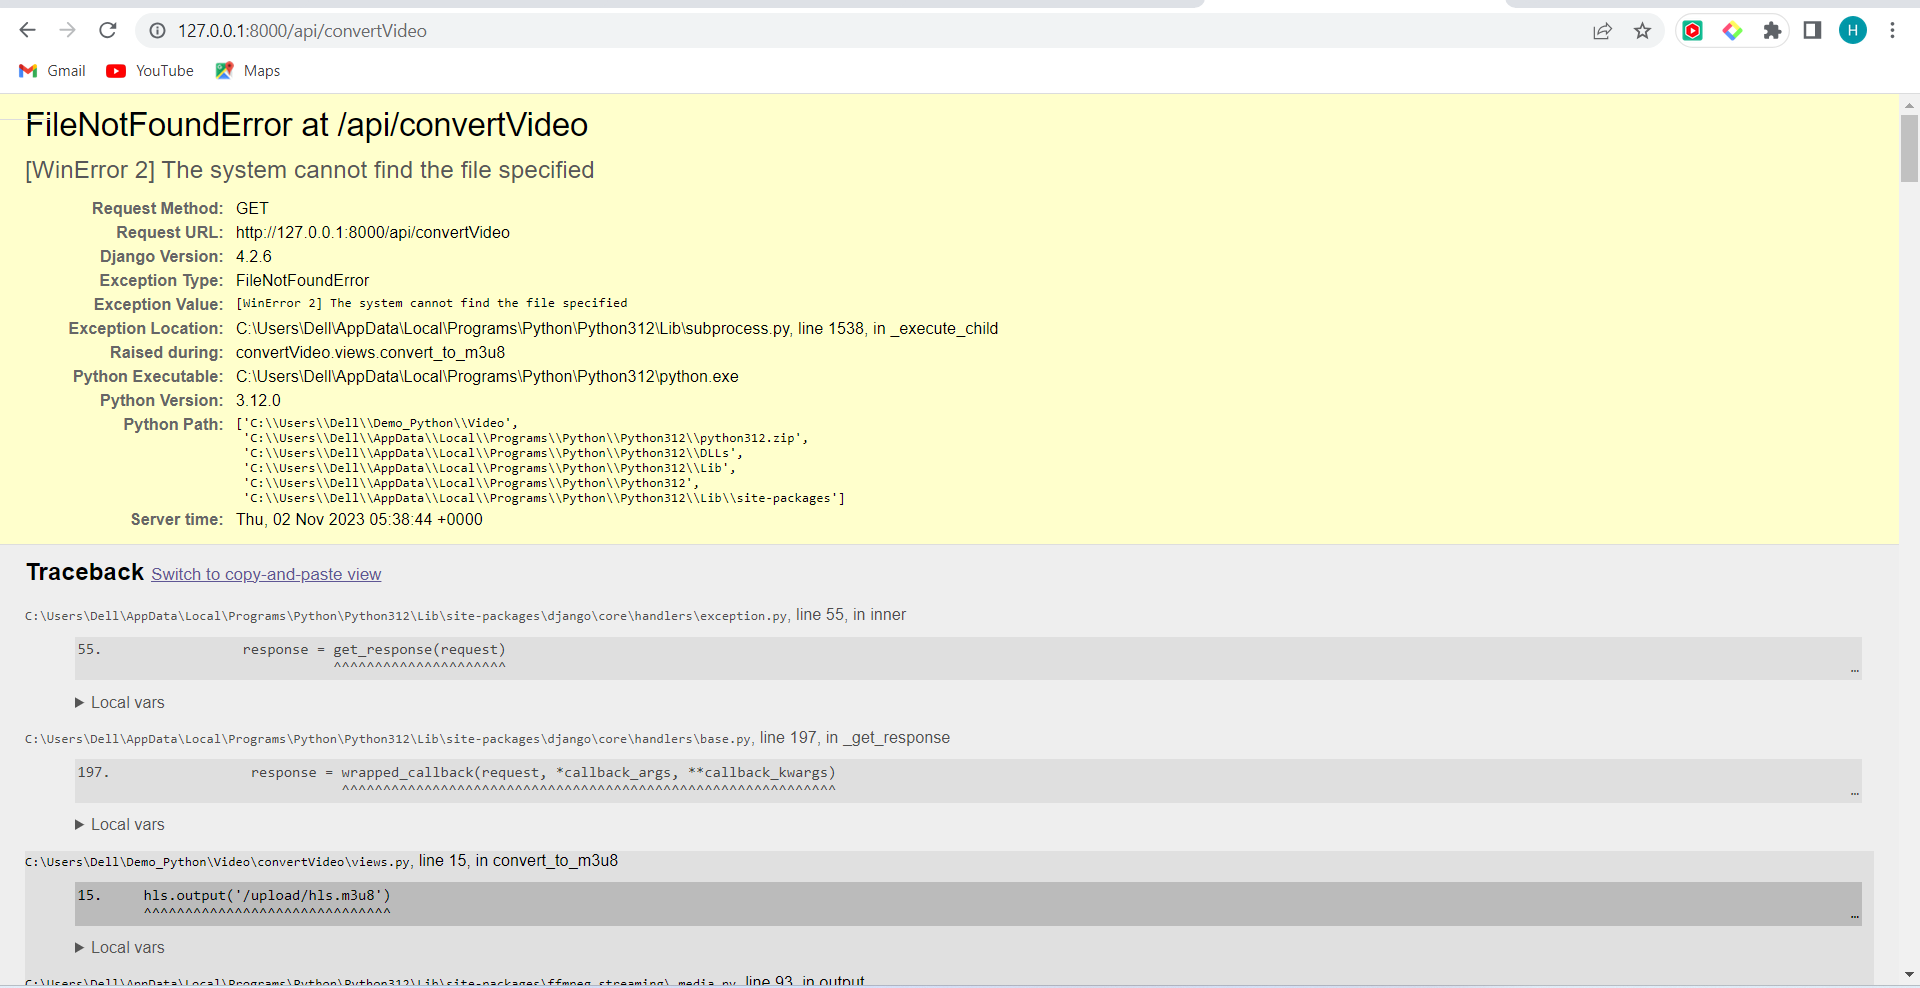 127.0.0.1:8000/api/convertVideo
H
Gmail YouTube Maps
FileNotFoundError at /api/convertVideo
[WinError 2] The system cannot find the file specified
Request Method: GET
Request URL: http://127.0.0.1:8000/api/convertVideo
Django Version: 4.2.6
Exception Type: FileNotFoundError
Exception Value: [WinError 2] The system cannot find the file specified
Exception Location: C:\Users\Dell\AppData\Local\Programs\Python\Python312\Lib\subprocess.py, line 1538, in _execute_child
Raised during: convertVideo.views.convert_to_m3u8
Python Executable: C:\Users\Dell\AppData\Local\Programs\Python\Python312\python.exe
Python Version: 3.12.0
Python Path: ['C:\\Users\\Dell\\Demo_Python\\Video',
'C:\\Users\\Dell\\AppData\\Local\\Programs\\Python\\Python312\\python312.zip',
'C:\\Users\\Dell\\AppData\\Local\\Programs\\Python\\Python312\\DLLs',
'C:\\Users\\Dell\\AppData\\Local\\Programs\\Python\\Python312\\Lib',
'C:\\Users\\Dell\\AppData\\Local\\Programs\\Python\\Python312',
'C:\\Users\\Dell\\AppData\\Local\\Programs\\Python\\Python312\\Lib\\site-packages']
Server time: Thu, 02 Nov 2023 05:38:44 +0000
Traceback Switch to copy-and-paste view
C:\Users\Dell\AppData\Local\Programs\Python\Python312\Lib\site-packages\django\core\handlers\exception.py, line 55, in inner
55. response = get_response(request)
^^^^^^^^^^^^^^^^^^^^^ …
Local vars
C:\Users\Dell\AppData\Local\Programs\Python\Python312\Lib\site-packages\django\core\handlers\base.py, line 197, in _get_response
197. response = wrapped_callback(request, *callback_args, **callback_kwargs)
^^^^^^^^^^^^^^^^^^^^^^^^^^^^^^^^^^^^^^^^^^^^^^^^^^^^^^^^^^^^ …
Local vars
C:\Users\Dell\Demo_Python\Video\convertVideo\views.py, line 15, in convert_to_m3u8
15. hls.output('/upload/hls.m3u8')
^^^^^^^^^^^^^^^^^^^^^^^^^^^^^^ …
Local vars
C:\Users\Dell\AppData\Local\Programs\Python\Python312\Lib\site-packages\ffmpeg_streaming\_media.py, line 93, in output